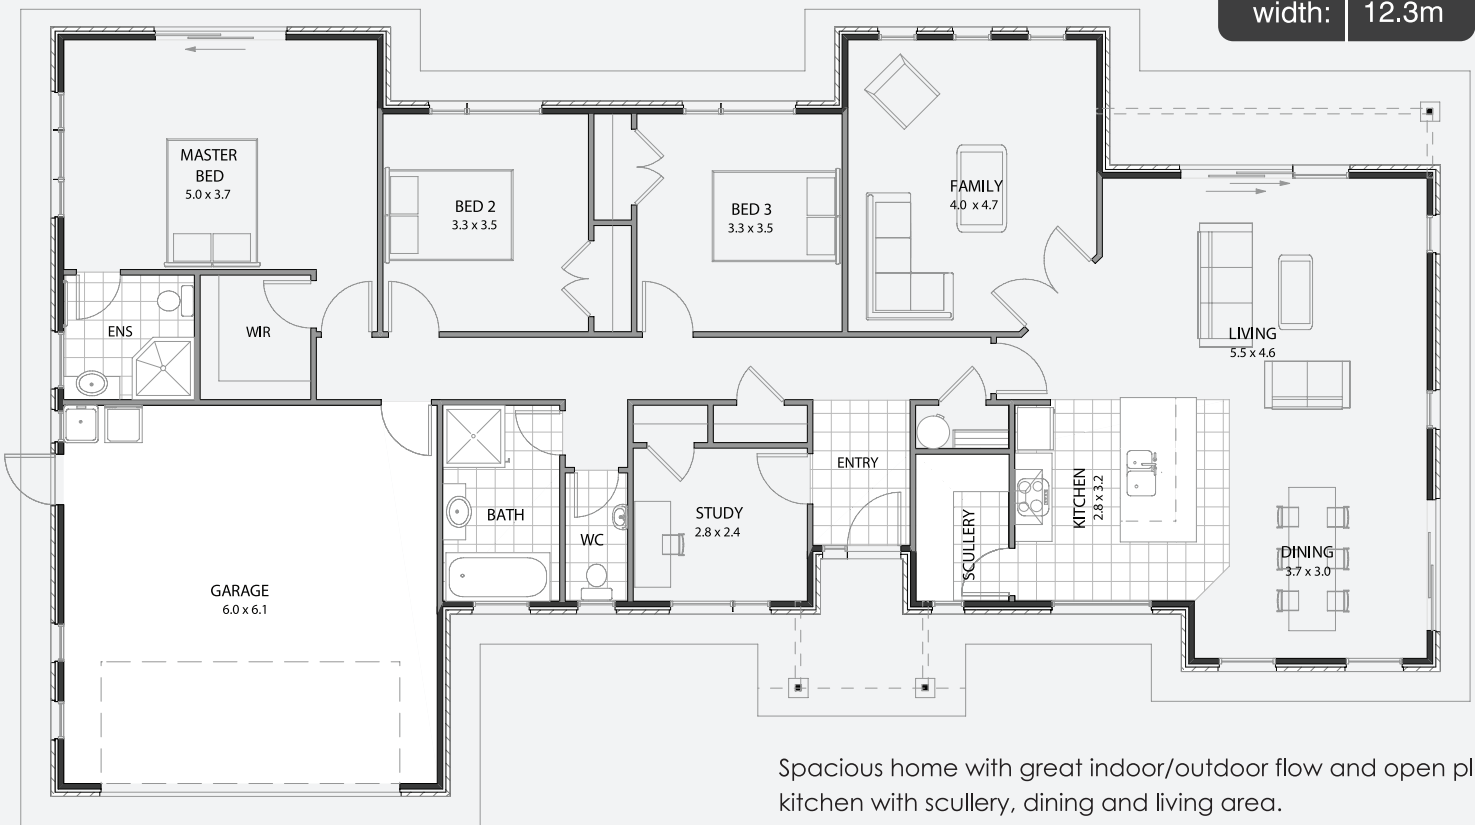 width: 12.3m
MASTER
BED
5.0 x 3.7
BED 2
3.3 x 3.5
BED 3
3.3 x 3.5
FAMILY
4.0 x 4.7
ENS
WIR
LIVING
5.5 x 4.6
ENTRY
KITCHEN
2.8 x 3.2
BATH
STUDY
2.8 x 2.4
WC
SCULLERY
DINING
3.7 x 3.0
GARAGE
6.0 x 6.1
Spacious home with great indoor/outdoor flow and open pl
kitchen with scullery, dining and living area.